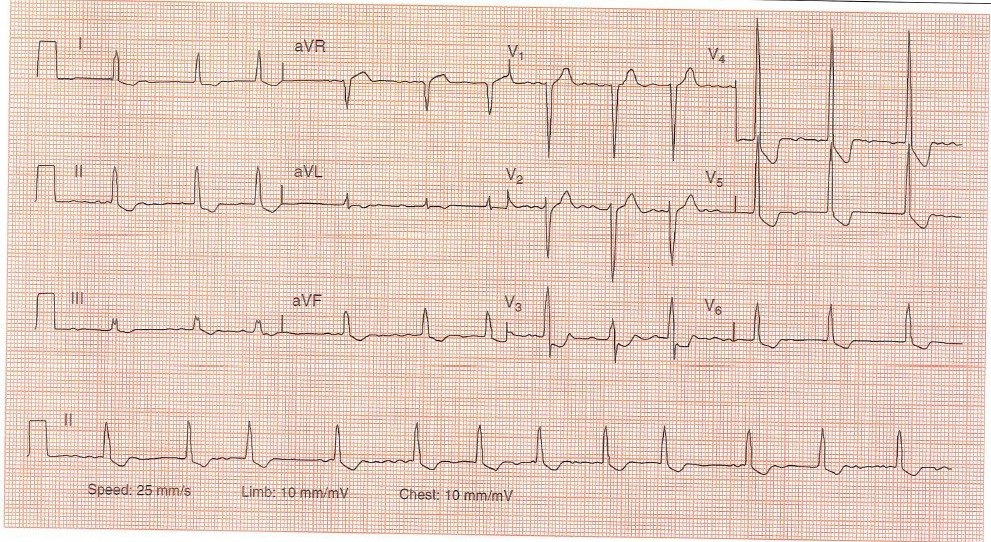 I aVR V1 V4
II aVL V2 V5
III aVF V3 V6
II
Speed: 25 mm/s Limb: 10 mm/mV Chest: 10 mm/mV